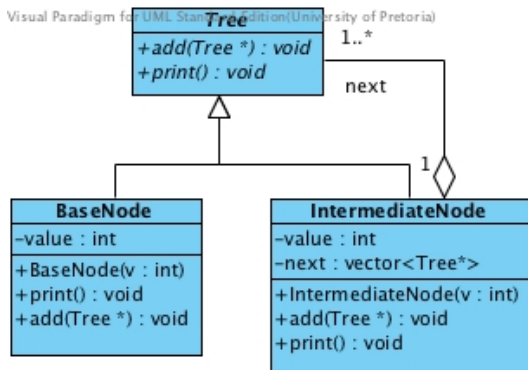 Visual Paradigm for UML Standard Edition(University of Pretoria)
Tree
+add(Tree *) : void
+print() : void
1..*
next
1
BaseNode
-value : int
+BaseNode(v : int)
+print() : void
+add(Tree *) : void
IntermediateNode
-value : int
-next : vector<Tree*>
+IntermediateNode(v : int)
+add(Tree *) : void
+print() : void